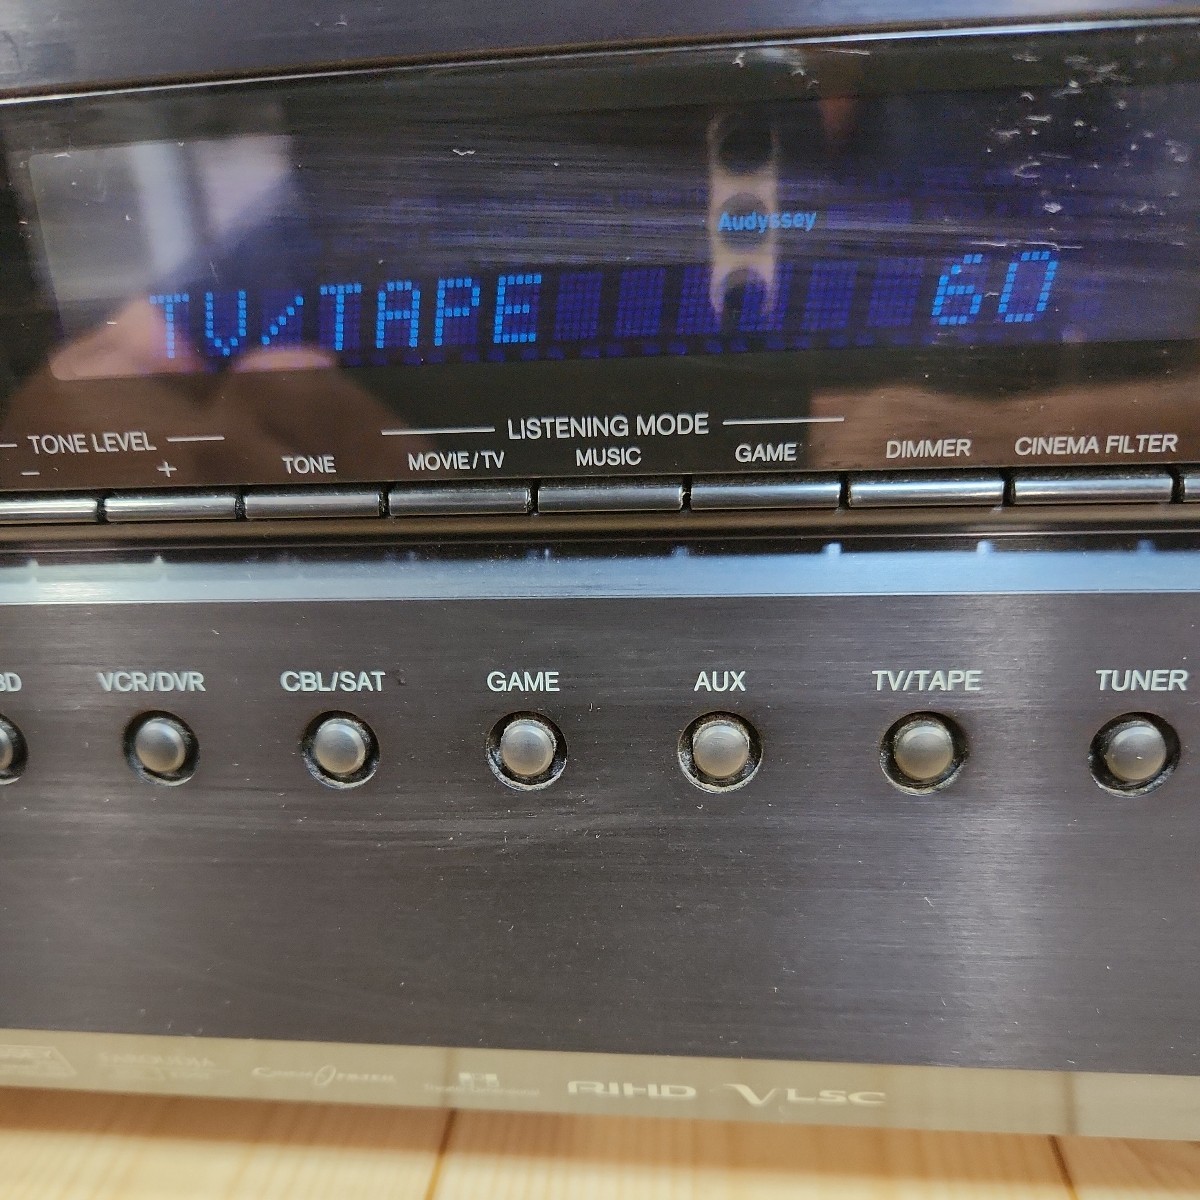 Audyssey
TV/TAPE 60
LISTENING MODE
TONE LEVEL
− + TONE MOVIE/TV MUSIC GAME DIMMER CINEMA FILTER
BD VCR/DVR CBL/SAT GAME AUX TV/TAPE TUNER
RIHD VLSC